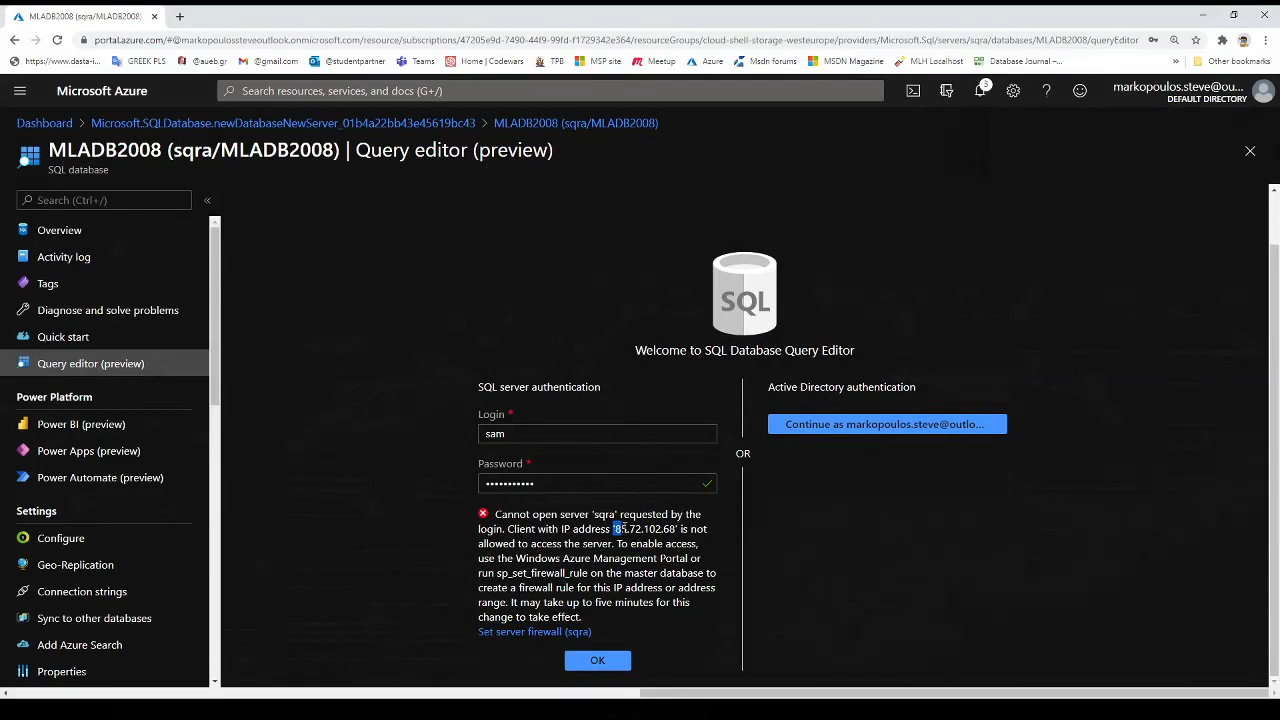 MLADB2008 (sqra/MLADB2008)
portal.azure.com/#@markopoulossteveoutlook.onmicrosoft.com/resource/subscriptions/47205e9d-7490-44f9-99fd-f1729342e364/resourceGroups/cloud-shell-storage-westeurope/providers/Microsoft.Sql/servers/sqra/databases/MLADB2008/queryEditor
https://www.dasta-i... GREEK PLS @aueb.gr @gmail.com @studentpartner Teams Home | Codewars TPB MSP site Meetup Azure Msdn forums MSDN Magazine MLH Localhost Database Journal–... » Other bookmarks
Microsoft Azure
Search resources, services, and docs (G+/)
3
markopoulos.steve@ou...
DEFAULT DIRECTORY
Dashboard > Microsoft.SQLDatabase.newDatabaseNewServer_01b4a22bb43e45619bc43 > MLADB2008 (sqra/MLADB2008)
MLADB2008 (sqra/MLADB2008) | Query editor (preview)
SQL database
Search (Ctrl+/)
«
Overview
Activity log
Tags
Diagnose and solve problems
Quick start
Query editor (preview)
Power Platform
Power BI (preview)
Power Apps (preview)
Power Automate (preview)
Settings
Configure
Geo-Replication
Connection strings
Sync to other databases
Add Azure Search
Properties
SQL
Welcome to SQL Database Query Editor
SQL server authentication
Login *
sam
Password *
•••••••••••
Cannot open server 'sqra' requested by the
login. Client with IP address '85.72.102.68' is not
allowed to access the server. To enable access,
use the Windows Azure Management Portal or
run sp_set_firewall_rule on the master database to
create a firewall rule for this IP address or address
range. It may take up to five minutes for this
change to take effect.
Set server firewall (sqra)
OK
OR
Active Directory authentication
Continue as markopoulos.steve@outlo...